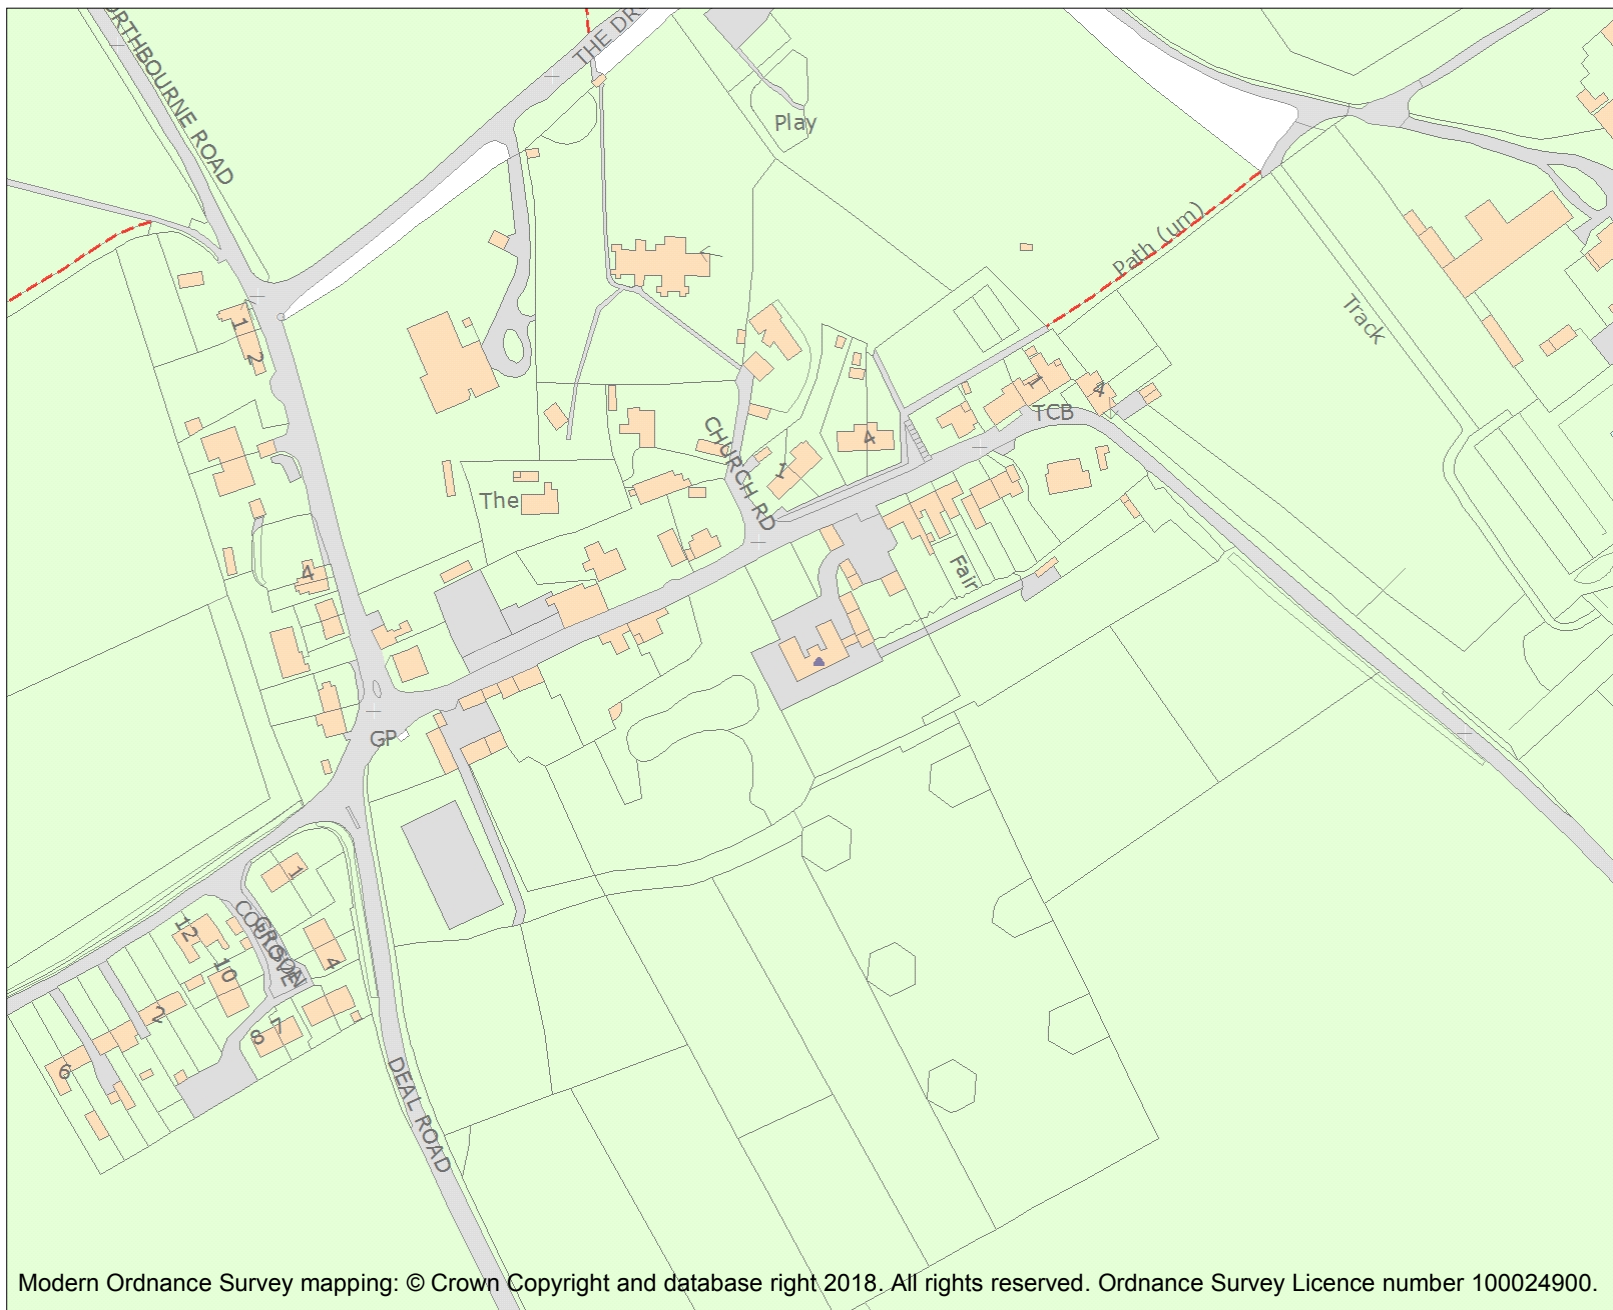 ORTHBOURNE ROAD
THE DR
Play
Path (um)
Track
1
2
1
4
TCB
4
CHURCH RD
1
The
Fair
4
GP
1
12
10
4
2
7
8
6
DEAL ROAD
Modern Ordnance Survey mapping: © Crown Copyright and database right 2018. All rights reserved. Ordnance Survey Licence number 100024900.